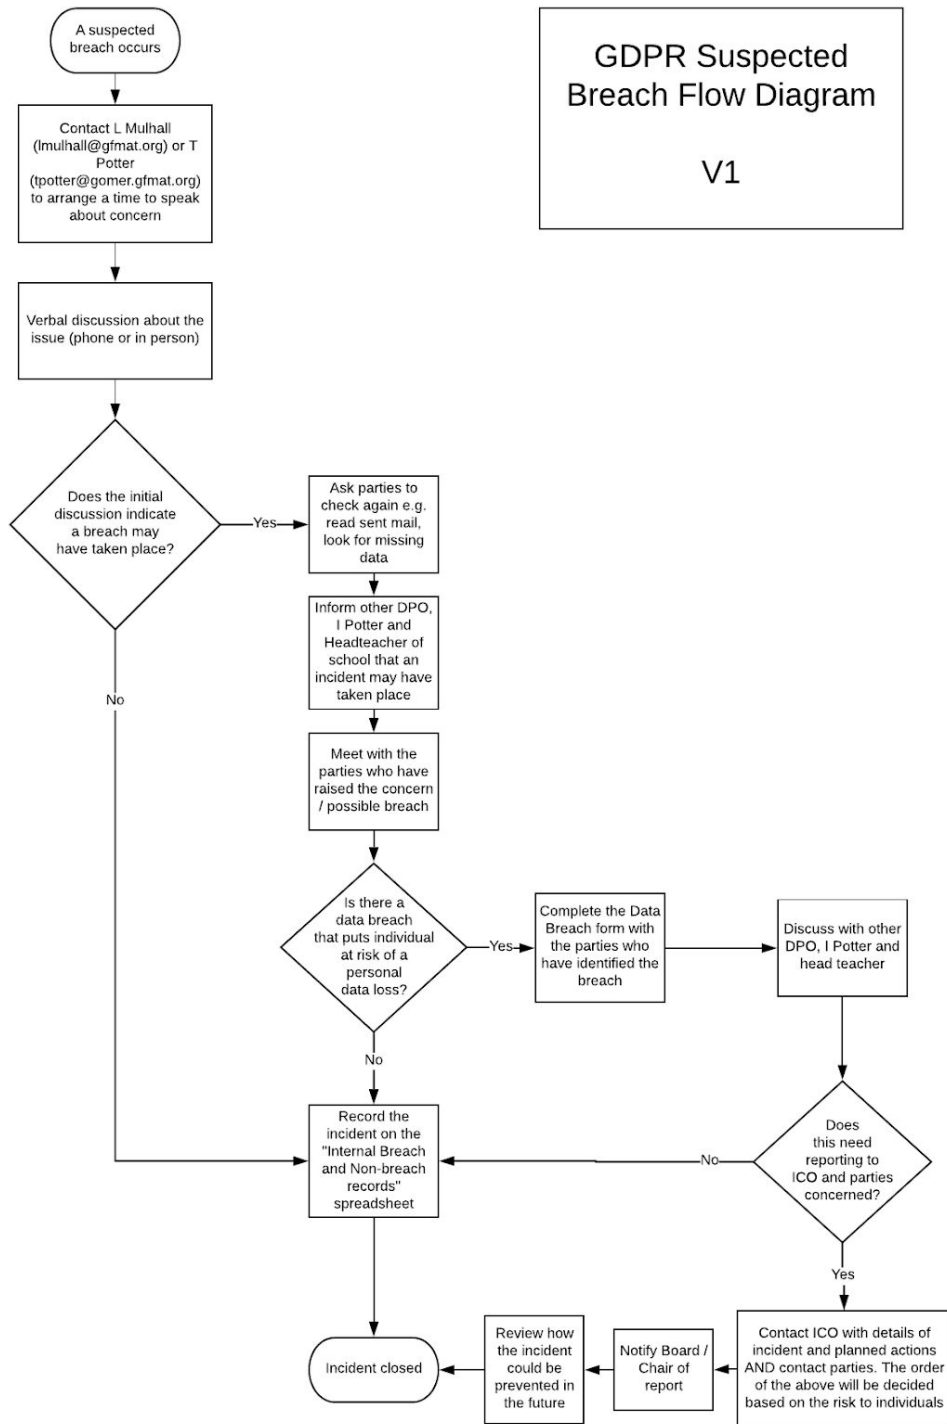 A suspected
breach occurs
GDPR Suspected
Breach Flow Diagram
V1
Contact L Mulhall
(lmulhall@gfmat.org) or T
Potter
(tpotter@gomer.gfmat.org)
to arrange a time to speak
about concern
Verbal discussion about the
issue (phone or in person)
Does the initial
discussion indicate
a breach may
have taken place?
Yes
Ask parties to
check again e.g.
read sent mail,
look for missing
data
Inform other DPO,
I Potter and
Headteacher of
school that an
incident may have
taken place
No
Meet with the
parties who have
raised the concern
/ possible breach
Is there a
data breach
that puts individual
at risk of a
personal
data loss?
Yes
Complete the Data
Breach form with
the parties who
have identified the
breach
Discuss with other
DPO, I Potter and
head teacher
No
Record the
incident on the
"Internal Breach
and Non-breach
records"
spreadsheet
No
Does
this need
reporting to
ICO and parties
concerned?
Yes
Incident closed
Review how
the incident
could be
prevented in
the future
Notify Board /
Chair of
report
Contact ICO with details of
incident and planned actions
AND contact parties. The order
of the above will be decided
based on the risk to individuals